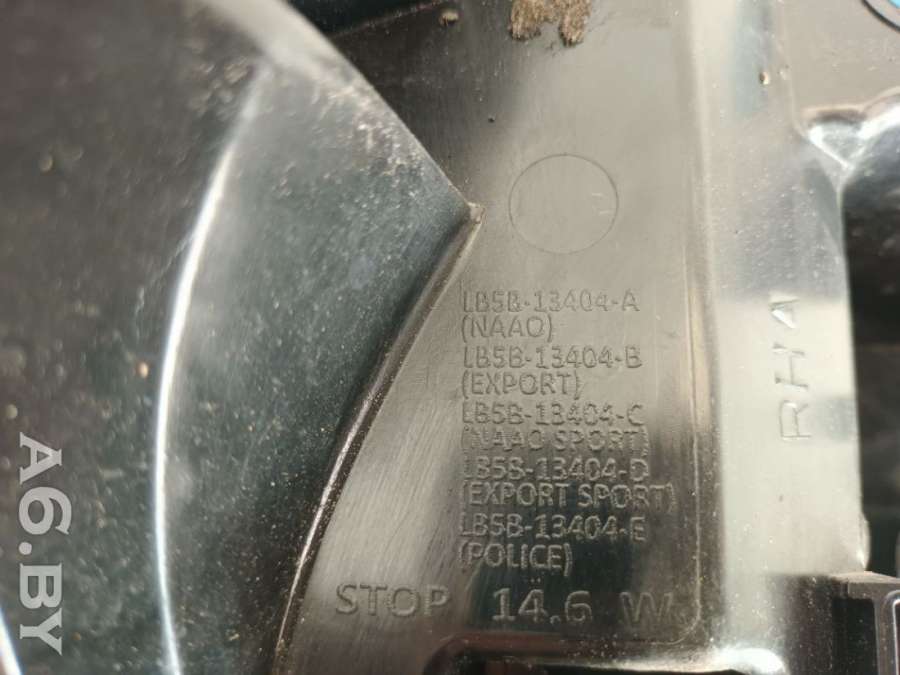 LB5B-13404-A
(NAAO)
LB5B-13404-B
(EXPORT)
LB5B-13404-C
(NAAO SPORT)
LB5B-13404-D
(EXPORT SPORT)
LB5B-13404-E
(POLICE)
STOP 14.6 W
RHA
A6.BY